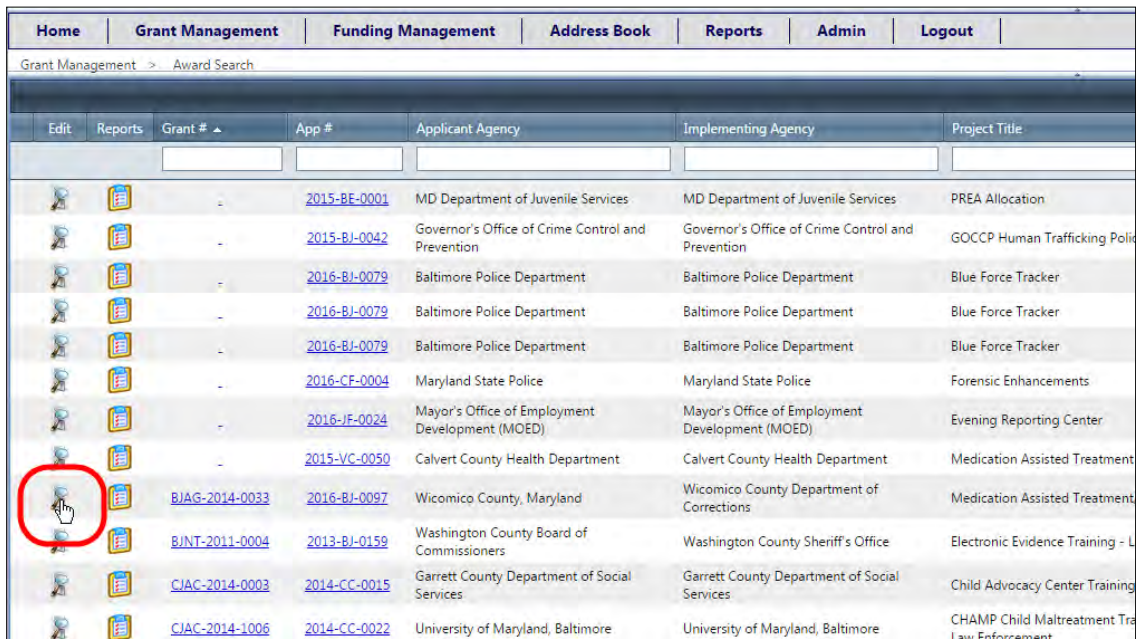 Home Grant Management Funding Management Address Book Reports Admin Logout
Grant Management > Award Search
Edit Reports Grant # App # Applicant Agency Implementing Agency Project Title
- 2015-BE-0001 MD Department of Juvenile Services MD Department of Juvenile Services PREA Allocation
Governor's Office of Crime Control and Governor's Office of Crime Control and
- 2015-BJ-0042 GOCCP Human Trafficking
Prevention Prevention
- 2016-BJ-0079 Baltimore Police Department Baltimore Police Department Blue Force Tracker
- 2016-BJ-0079 Baltimore Police Department Baltimore Police Department Blue Force Tracker
- 2016-BJ-0079 Baltimore Police Department Baltimore Police Department Blue Force Tracker
- 2016-CF-0004 Maryland State Police Maryland State Police Forensic Enhancements
Mayor's Office of Employment Mayor's Office of Employment
- 2016-JF-0024 Evening Reporting Center
Development (MOED) Development (MOED)
- 2015-VC-0050 Calvert County Health Department Calvert County Health Department Medication Assisted Treatment
Wicomico County Department of
BJAG-2014-0033 2016-BJ-0097 Wicomico County, Maryland Medication Assisted Treatment,
Corrections
Washington County Board of
BJNT-2011-0004 2013-BJ-0159 Washington County Sheriff's Office Electronic Evidence Training -
Commissioners
Garrett County Department of Social Garrett County Department of Social
CJAC-2014-0003 2014-CC-0015 Child Advocacy Center Training
Services Services
CHAMP Child Maltreatment
CJAC-2014-1006 2014-CC-0022 University of Maryland, Baltimore University of Maryland, Baltimore
Law Enforcement